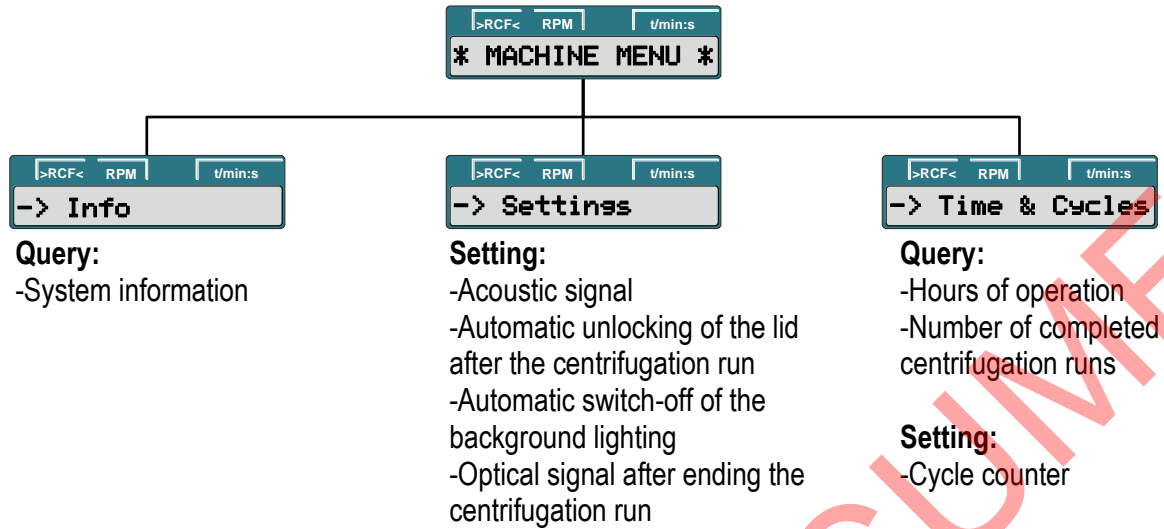 >RCF< RPM t/min:s
* MACHINE MENU *
>RCF< RPM t/min:s
-> Info
Query:
-System information
>RCF< RPM t/min:s
-> Settings
Setting:
-Acoustic signal
-Automatic unlocking of the lid
after the centrifugation run
-Automatic switch-off of the
background lighting
-Optical signal after ending the
centrifugation run
>RCF< RPM t/min:s
-> Time & Cycles
Query:
-Hours of operation
-Number of completed
centrifugation runs
Setting:
-Cycle counter